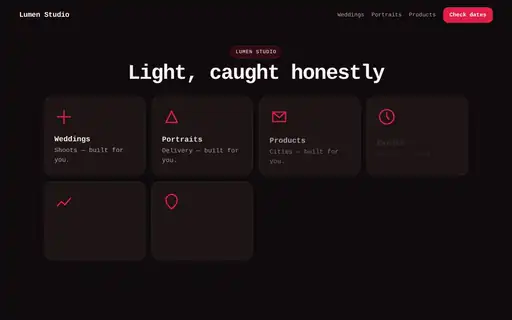 Lumen Studio
Weddings Portraits Products Check dates
LUMEN STUDIO
Light, caught honestly
Weddings
Shoots — built for
you.
Portraits
Delivery — built for
you.
Products
Cities — built for
you.